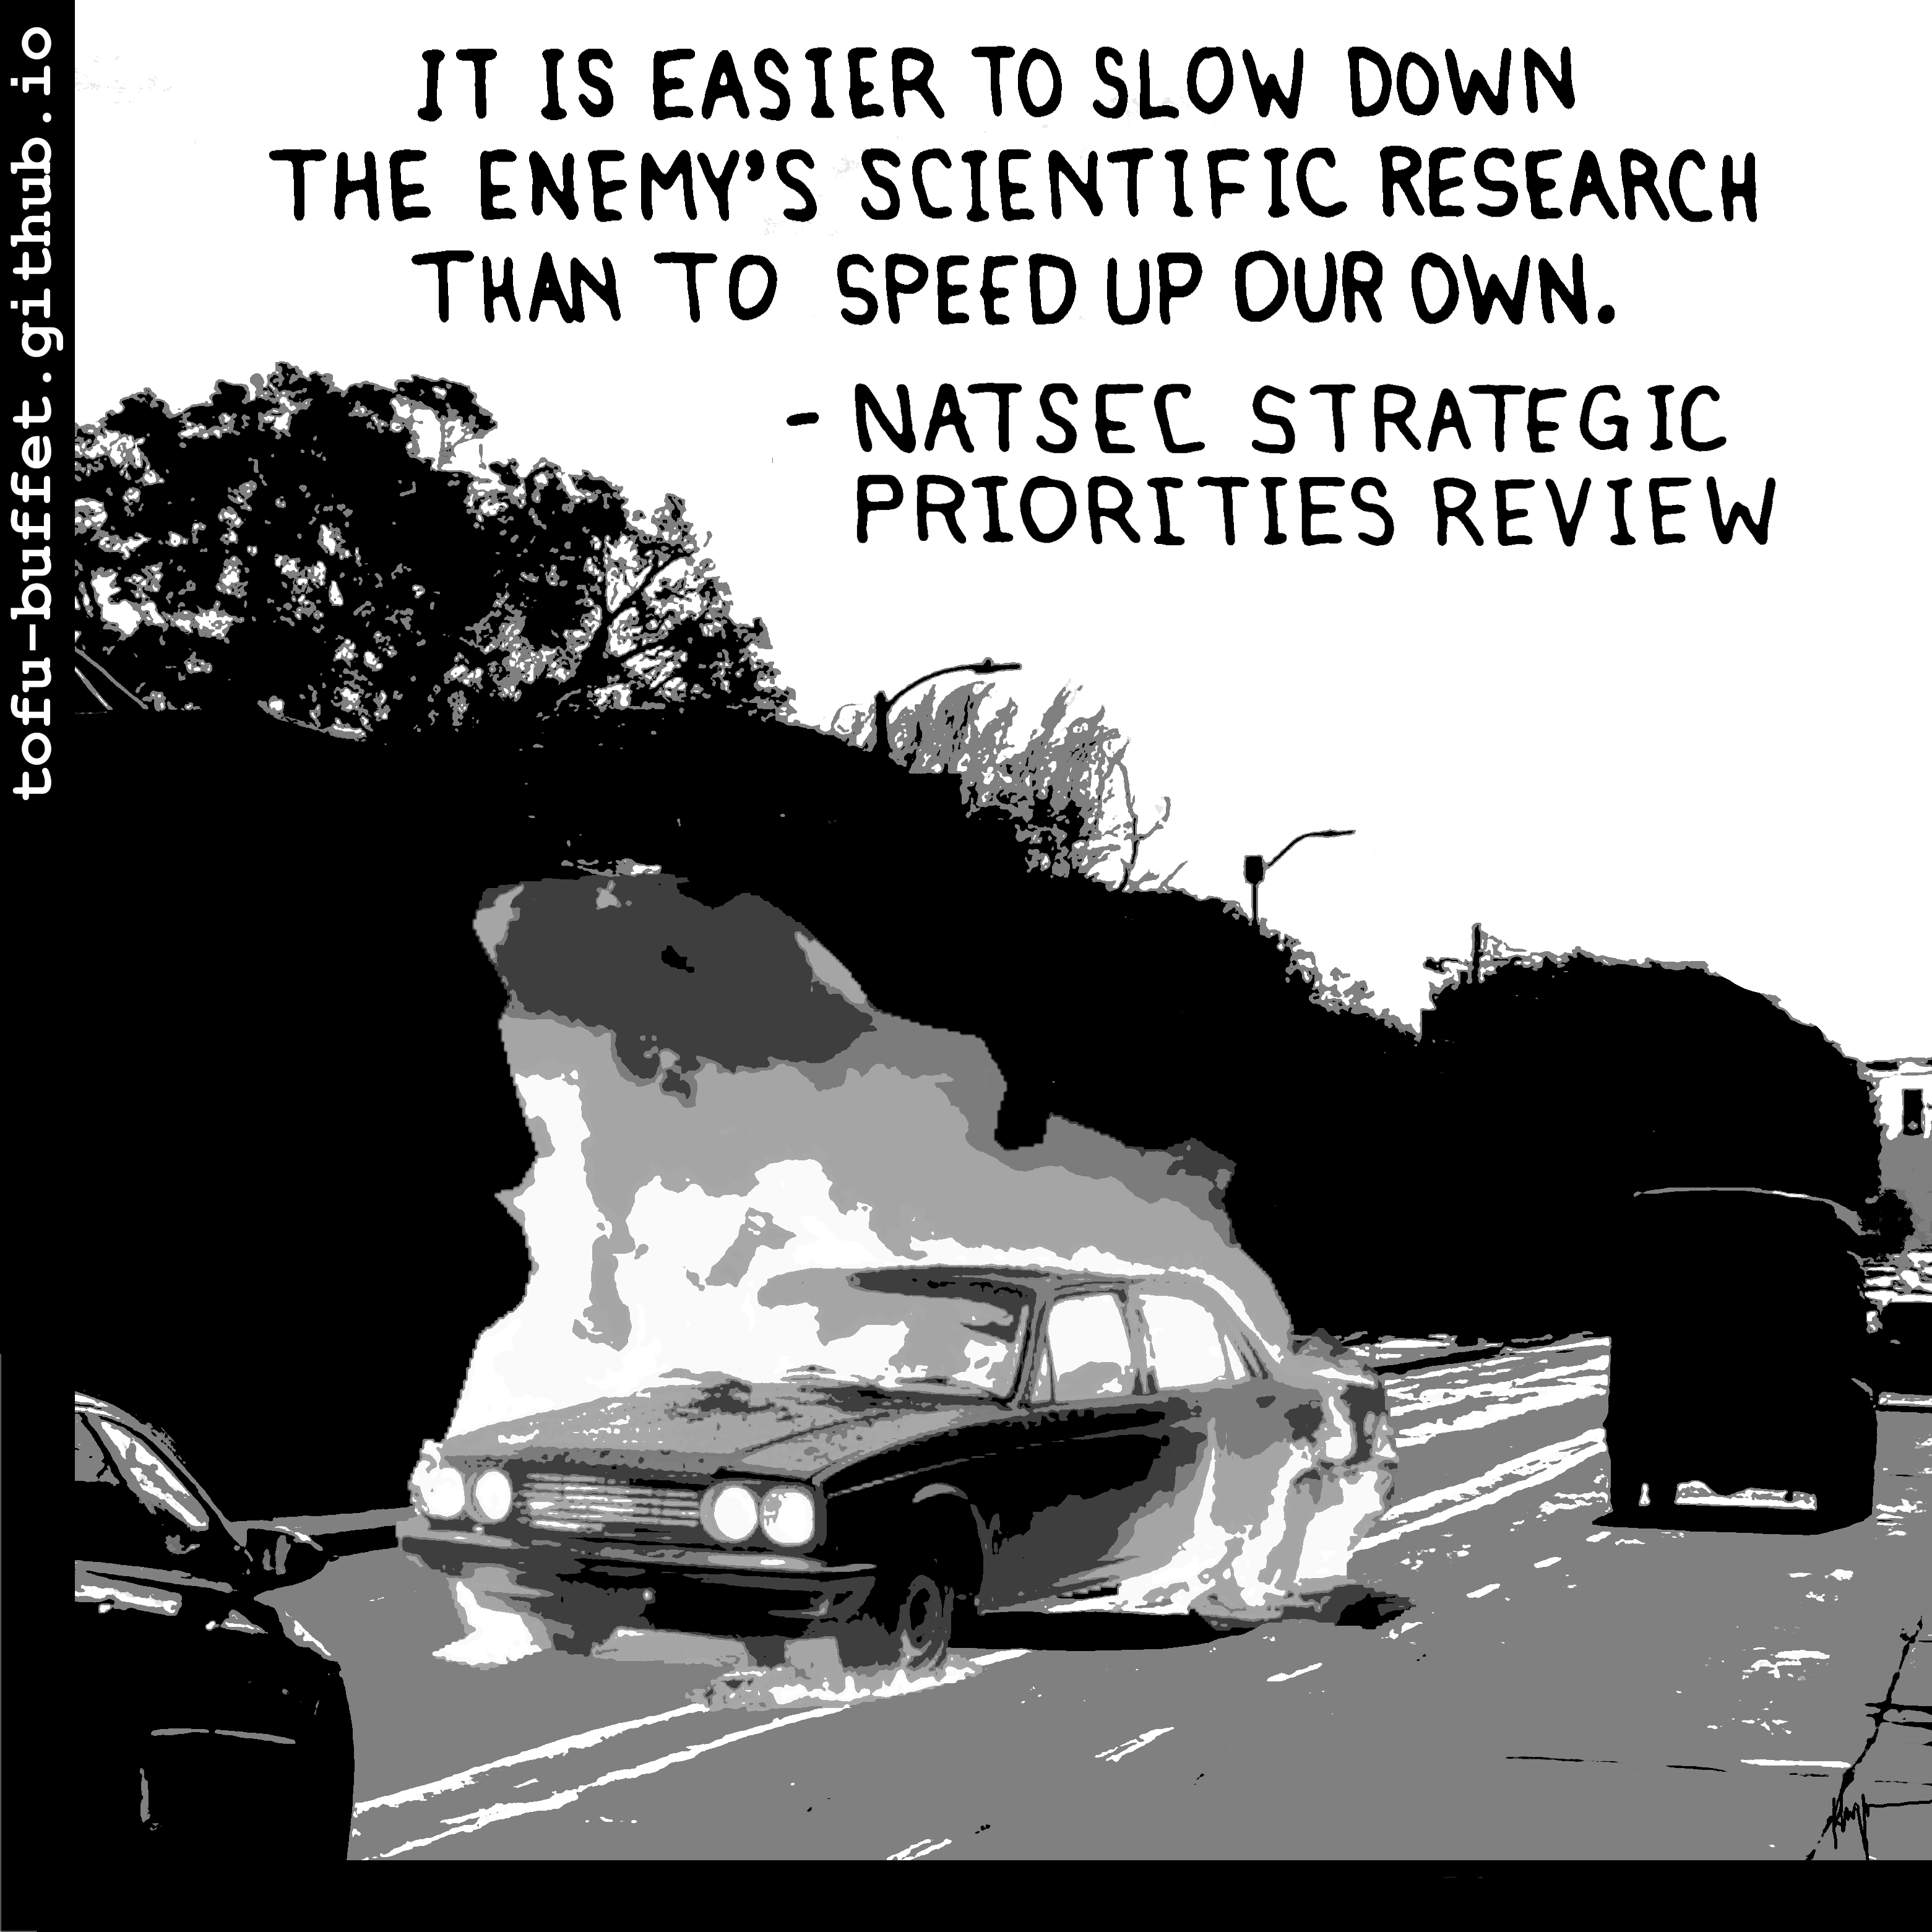 IT IS EASIER TO SLOW DOWN
THE ENEMY'S SCIENTIFIC RESEARCH
THAN TO SPEED UP OUR OWN.
- NATSEC STRATEGIC
PRIORITIES REVIEW
tofu-buffet.github.io